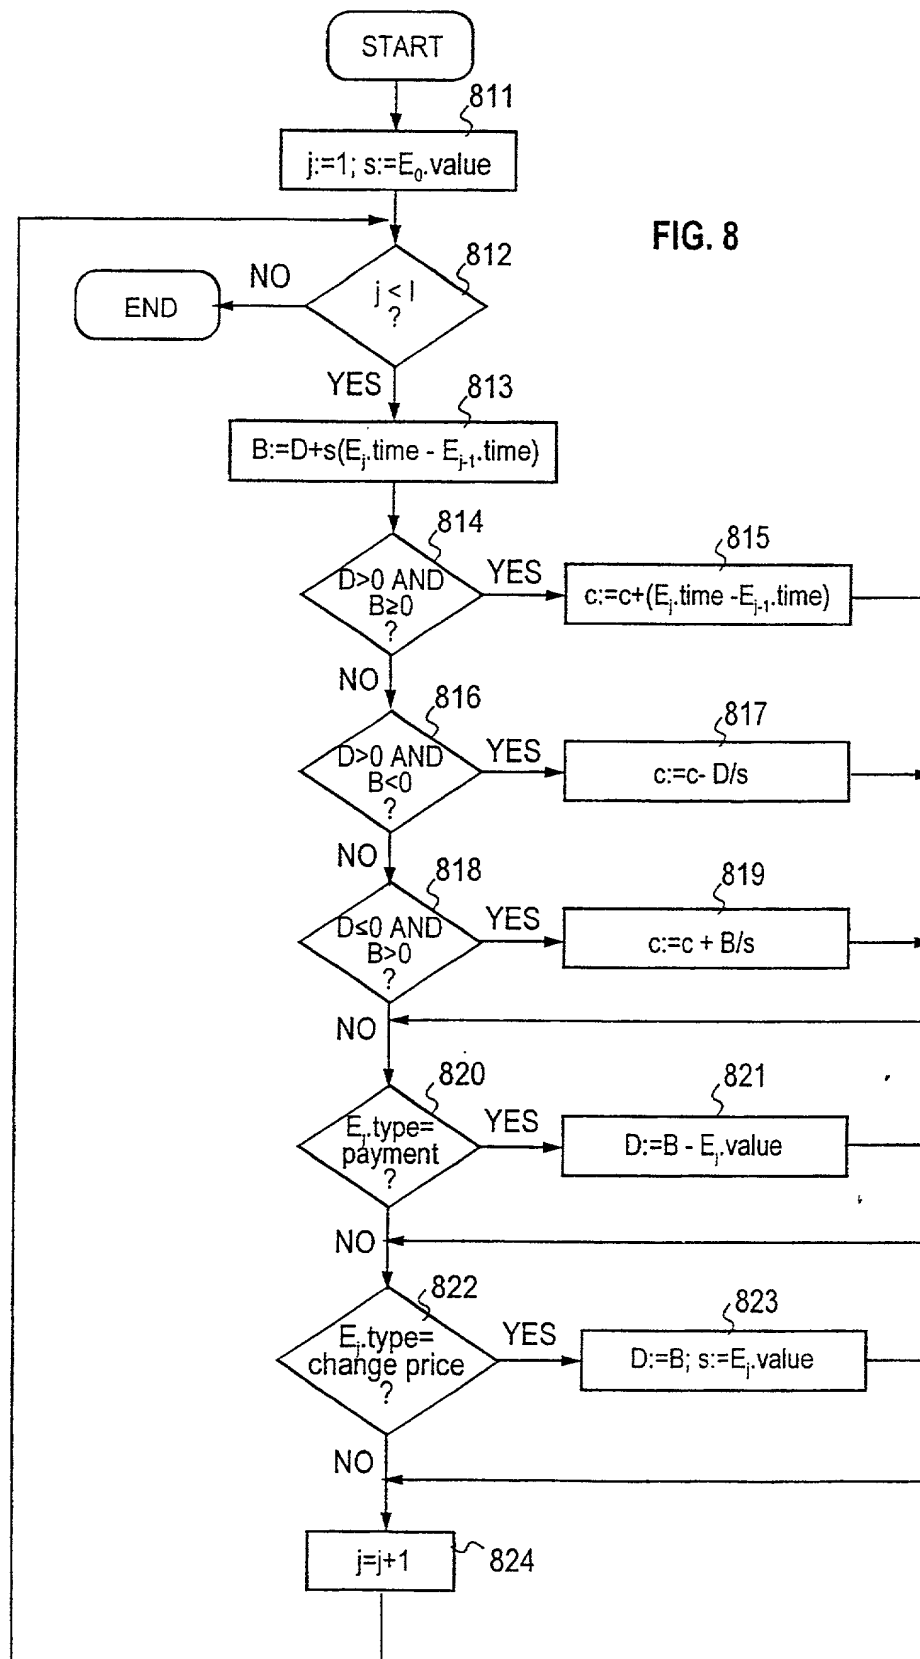 START
811
j:=1; s:=E₀.value
FIG. 8
812
NO
j < I
?
END
YES
813
B:=D+s(Eⱼ.time - Eⱼ₋₁.time)
814
D>0 AND
B≥0
?
YES
815
c:=c+(Eⱼ.time -Eⱼ₋₁.time)
NO
816
D>0 AND
B<0
?
YES
817
c:=c- D/s
NO
818
D≤0 AND
B>0
?
YES
819
c:=c + B/s
NO
820
Eⱼ.type=
payment
?
YES
821
D:=B - Eⱼ.value
NO
822
Eⱼ.type=
change price
?
YES
823
D:=B; s:=Eⱼ.value
NO
j=j+1
824